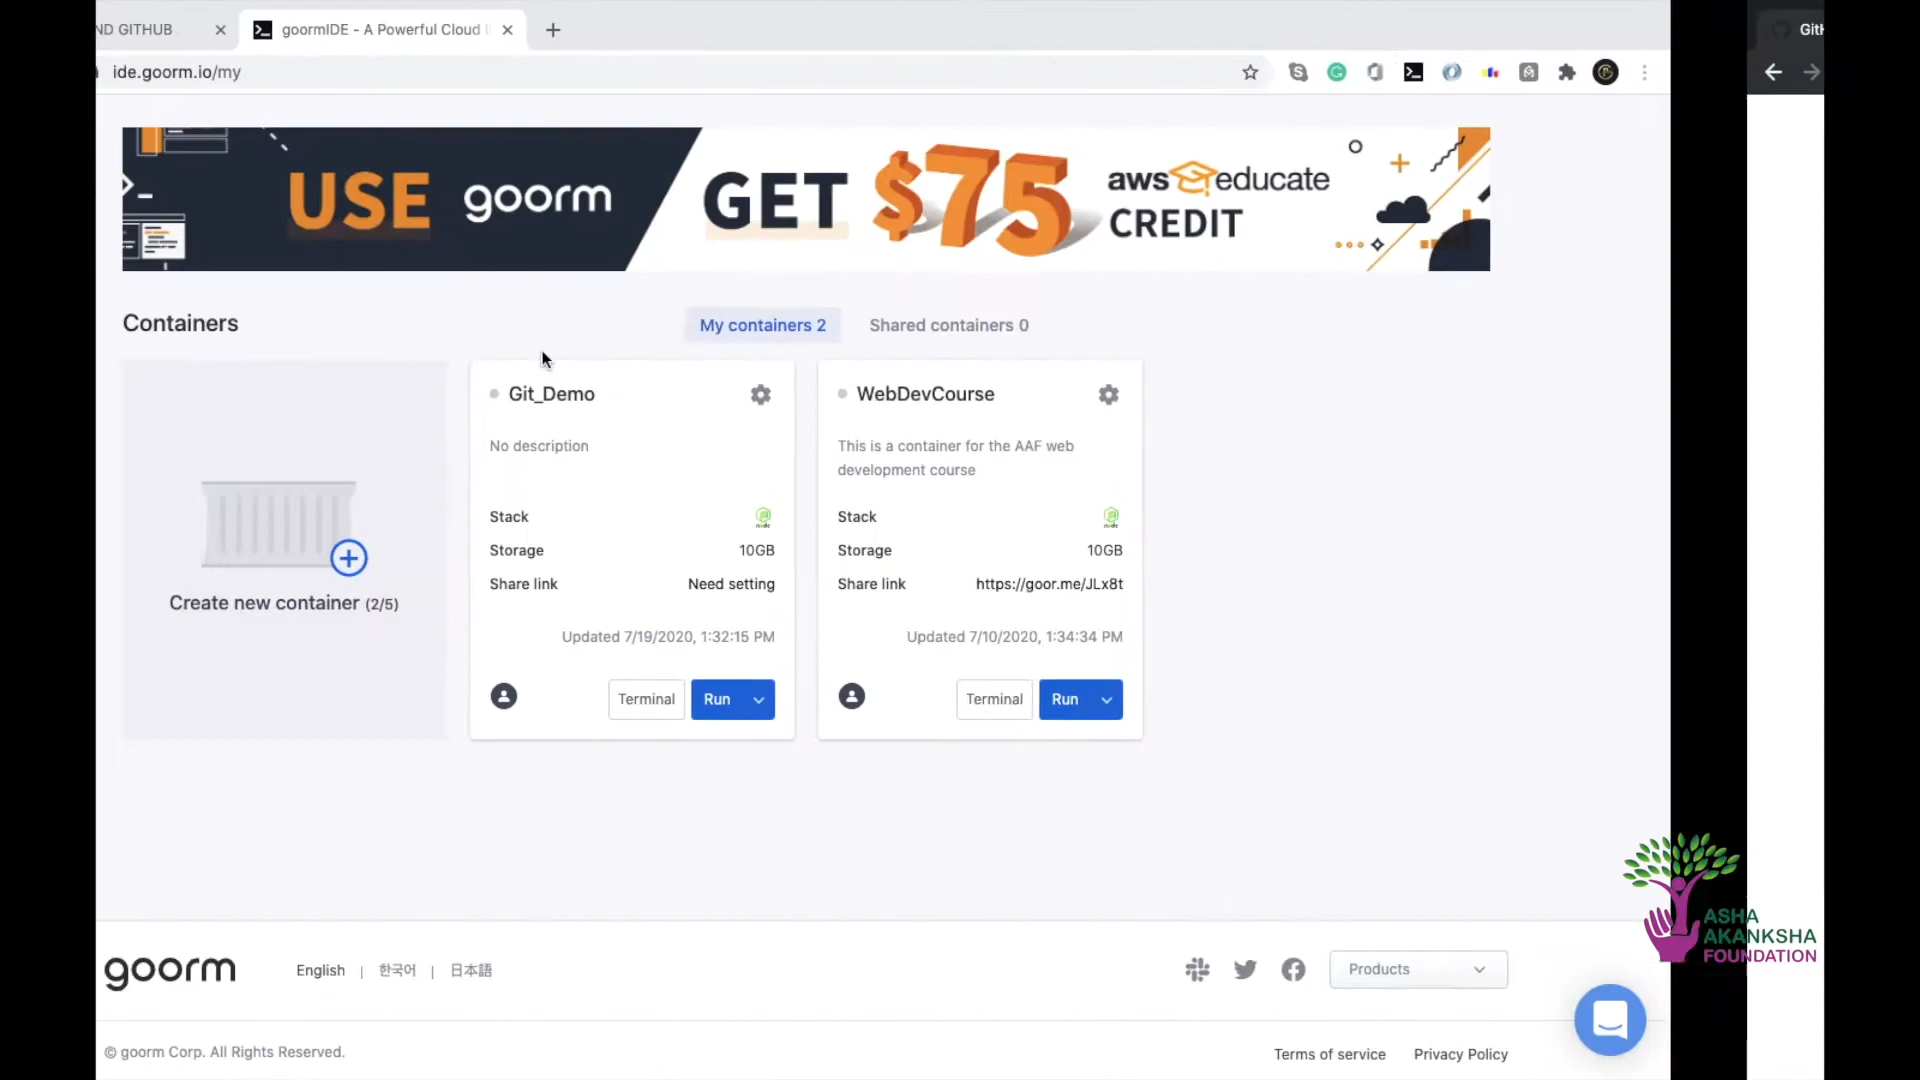 ND GITHUB
goormIDE - A Powerful Cloud
GitH
ide.goorm.io/my
USE goorm GET $75 aws educate CREDIT
Containers
My containers 2
Shared containers 0
Git_Demo
No description
Stack
Storage 10GB
Share link Need setting
Updated 7/19/2020, 1:32:15 PM
Terminal Run
WebDevCourse
This is a container for the AAF web
development course
Stack
Storage 10GB
Share link https://goor.me/JLx8t
Updated 7/10/2020, 1:34:34 PM
Terminal Run
Create new container (2/5)
ASHA
AKANKSHA
FOUNDATION
goorm
English | 한국어 | 日本語
Products
© goorm Corp. All Rights Reserved.
Terms of service Privacy Policy